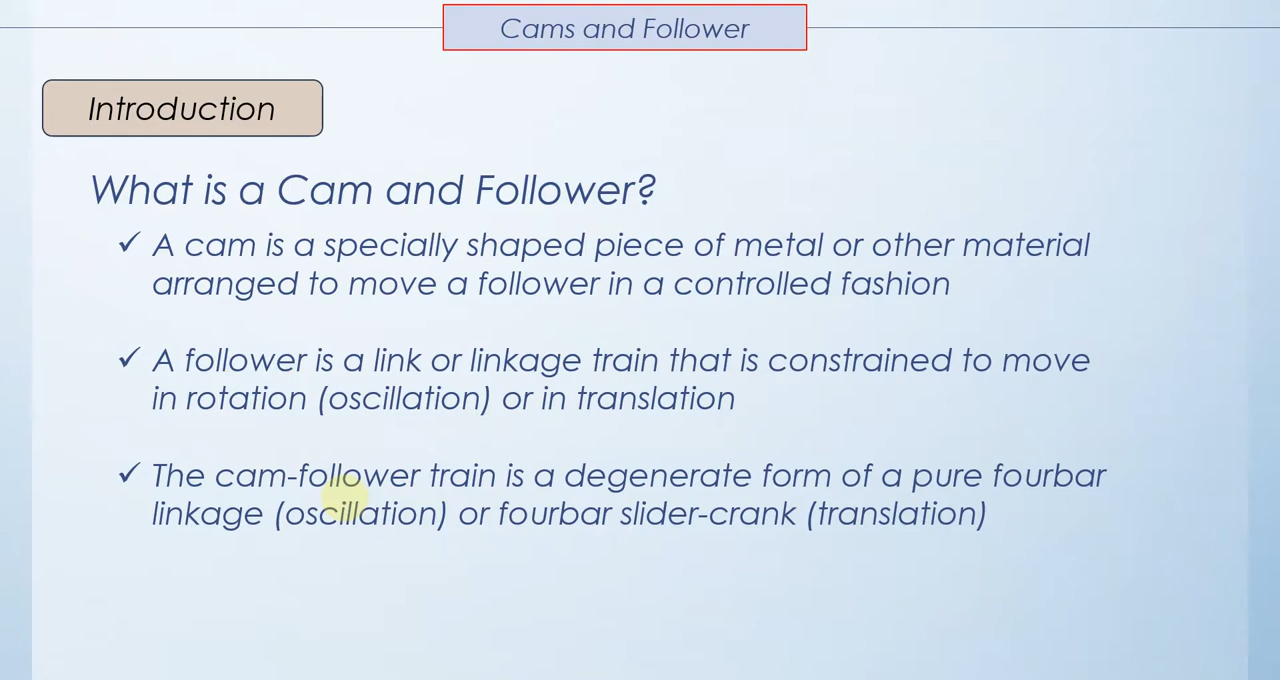 Cams and Follower
Introduction
What is a Cam and Follower?
✓ A cam is a specially shaped piece of metal or other material
arranged to move a follower in a controlled fashion
✓ A follower is a link or linkage train that is constrained to move
in rotation (oscillation) or in translation
✓ The cam-follower train is a degenerate form of a pure fourbar
linkage (oscillation) or fourbar slider-crank (translation)